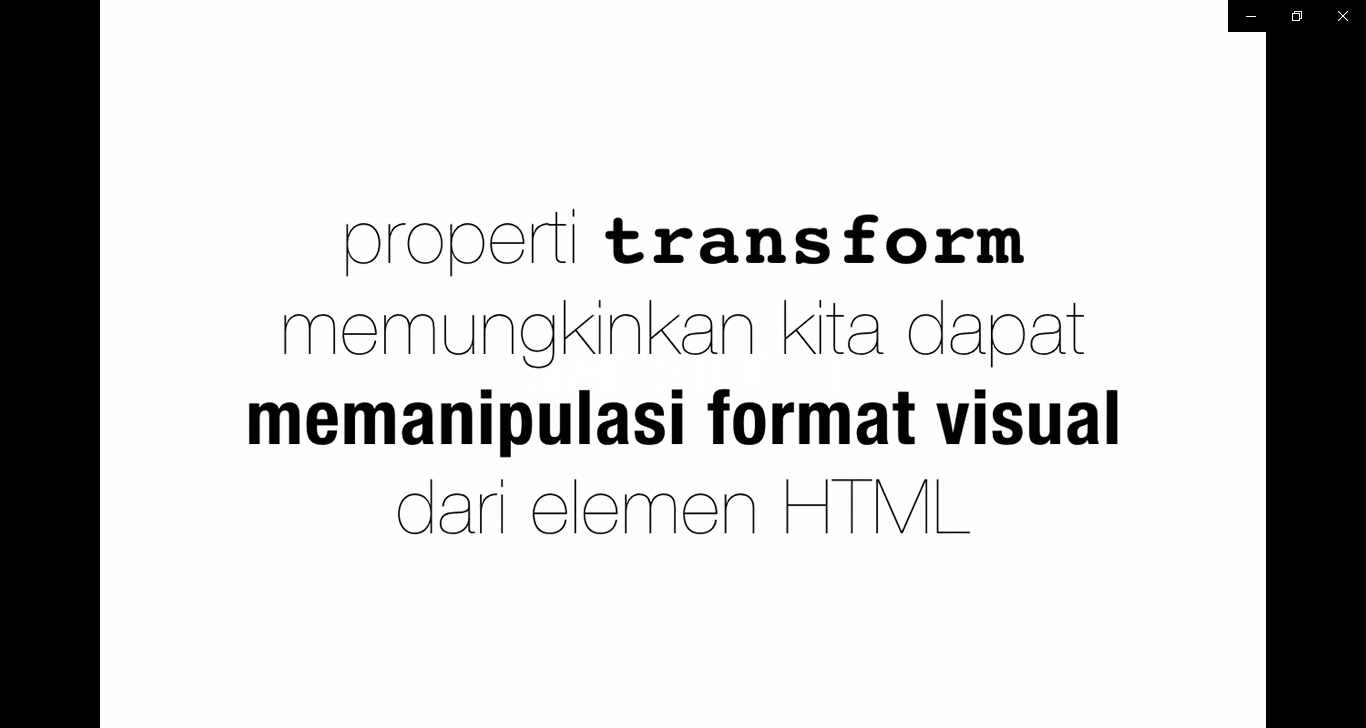 properti transform
memungkinkan kita dapat
memanipulasi format visual
dari elemen HTML